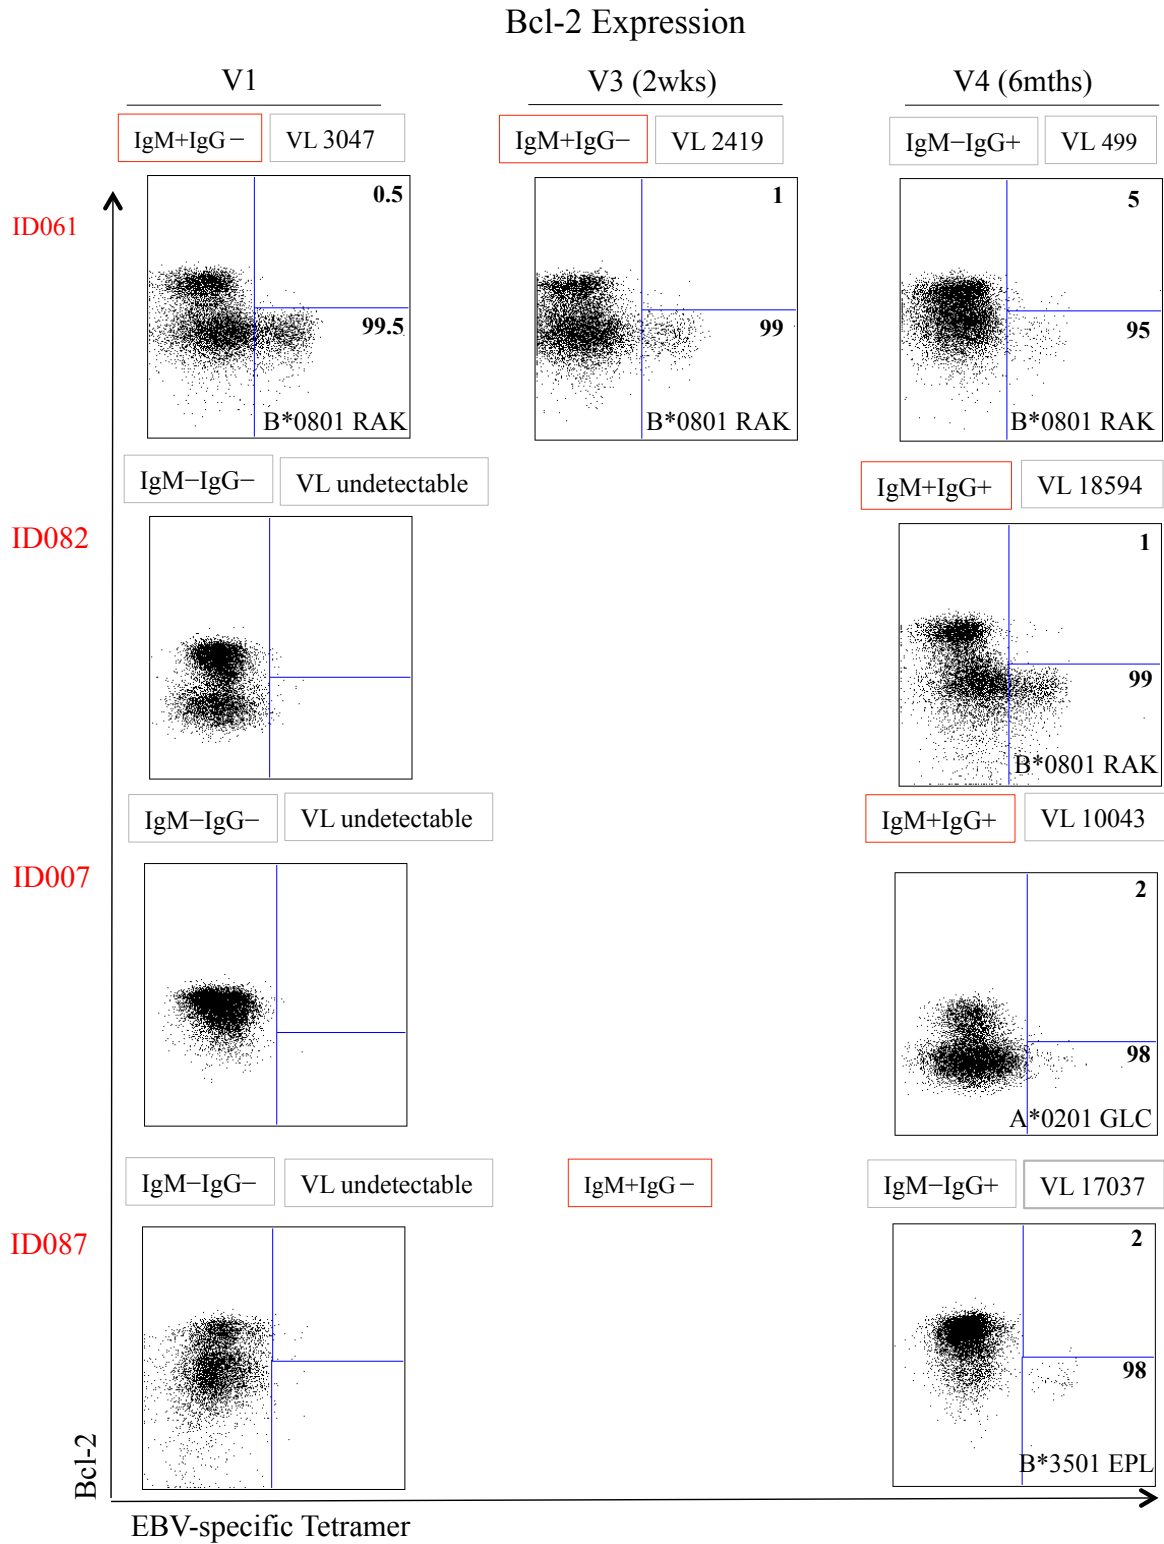 Bcl-2 Expression
V1 V3 (2wks) V4 (6mths)
IgM+IgG− VL 3047 IgM+IgG− VL 2419 IgM−IgG+ VL 499
ID061
0.5 1 5
99.5 99 95
B*0801 RAK B*0801 RAK B*0801 RAK
IgM−IgG− VL undetectable IgM+IgG+ VL 18594
ID082
1
99
B*0801 RAK
IgM−IgG− VL undetectable IgM+IgG+ VL 10043
ID007
2
98
A*0201 GLC
IgM−IgG− VL undetectable IgM+IgG− IgM−IgG+ VL 17037
ID087
2
98
B*3501 EPL
Bcl-2
EBV-specific Tetramer